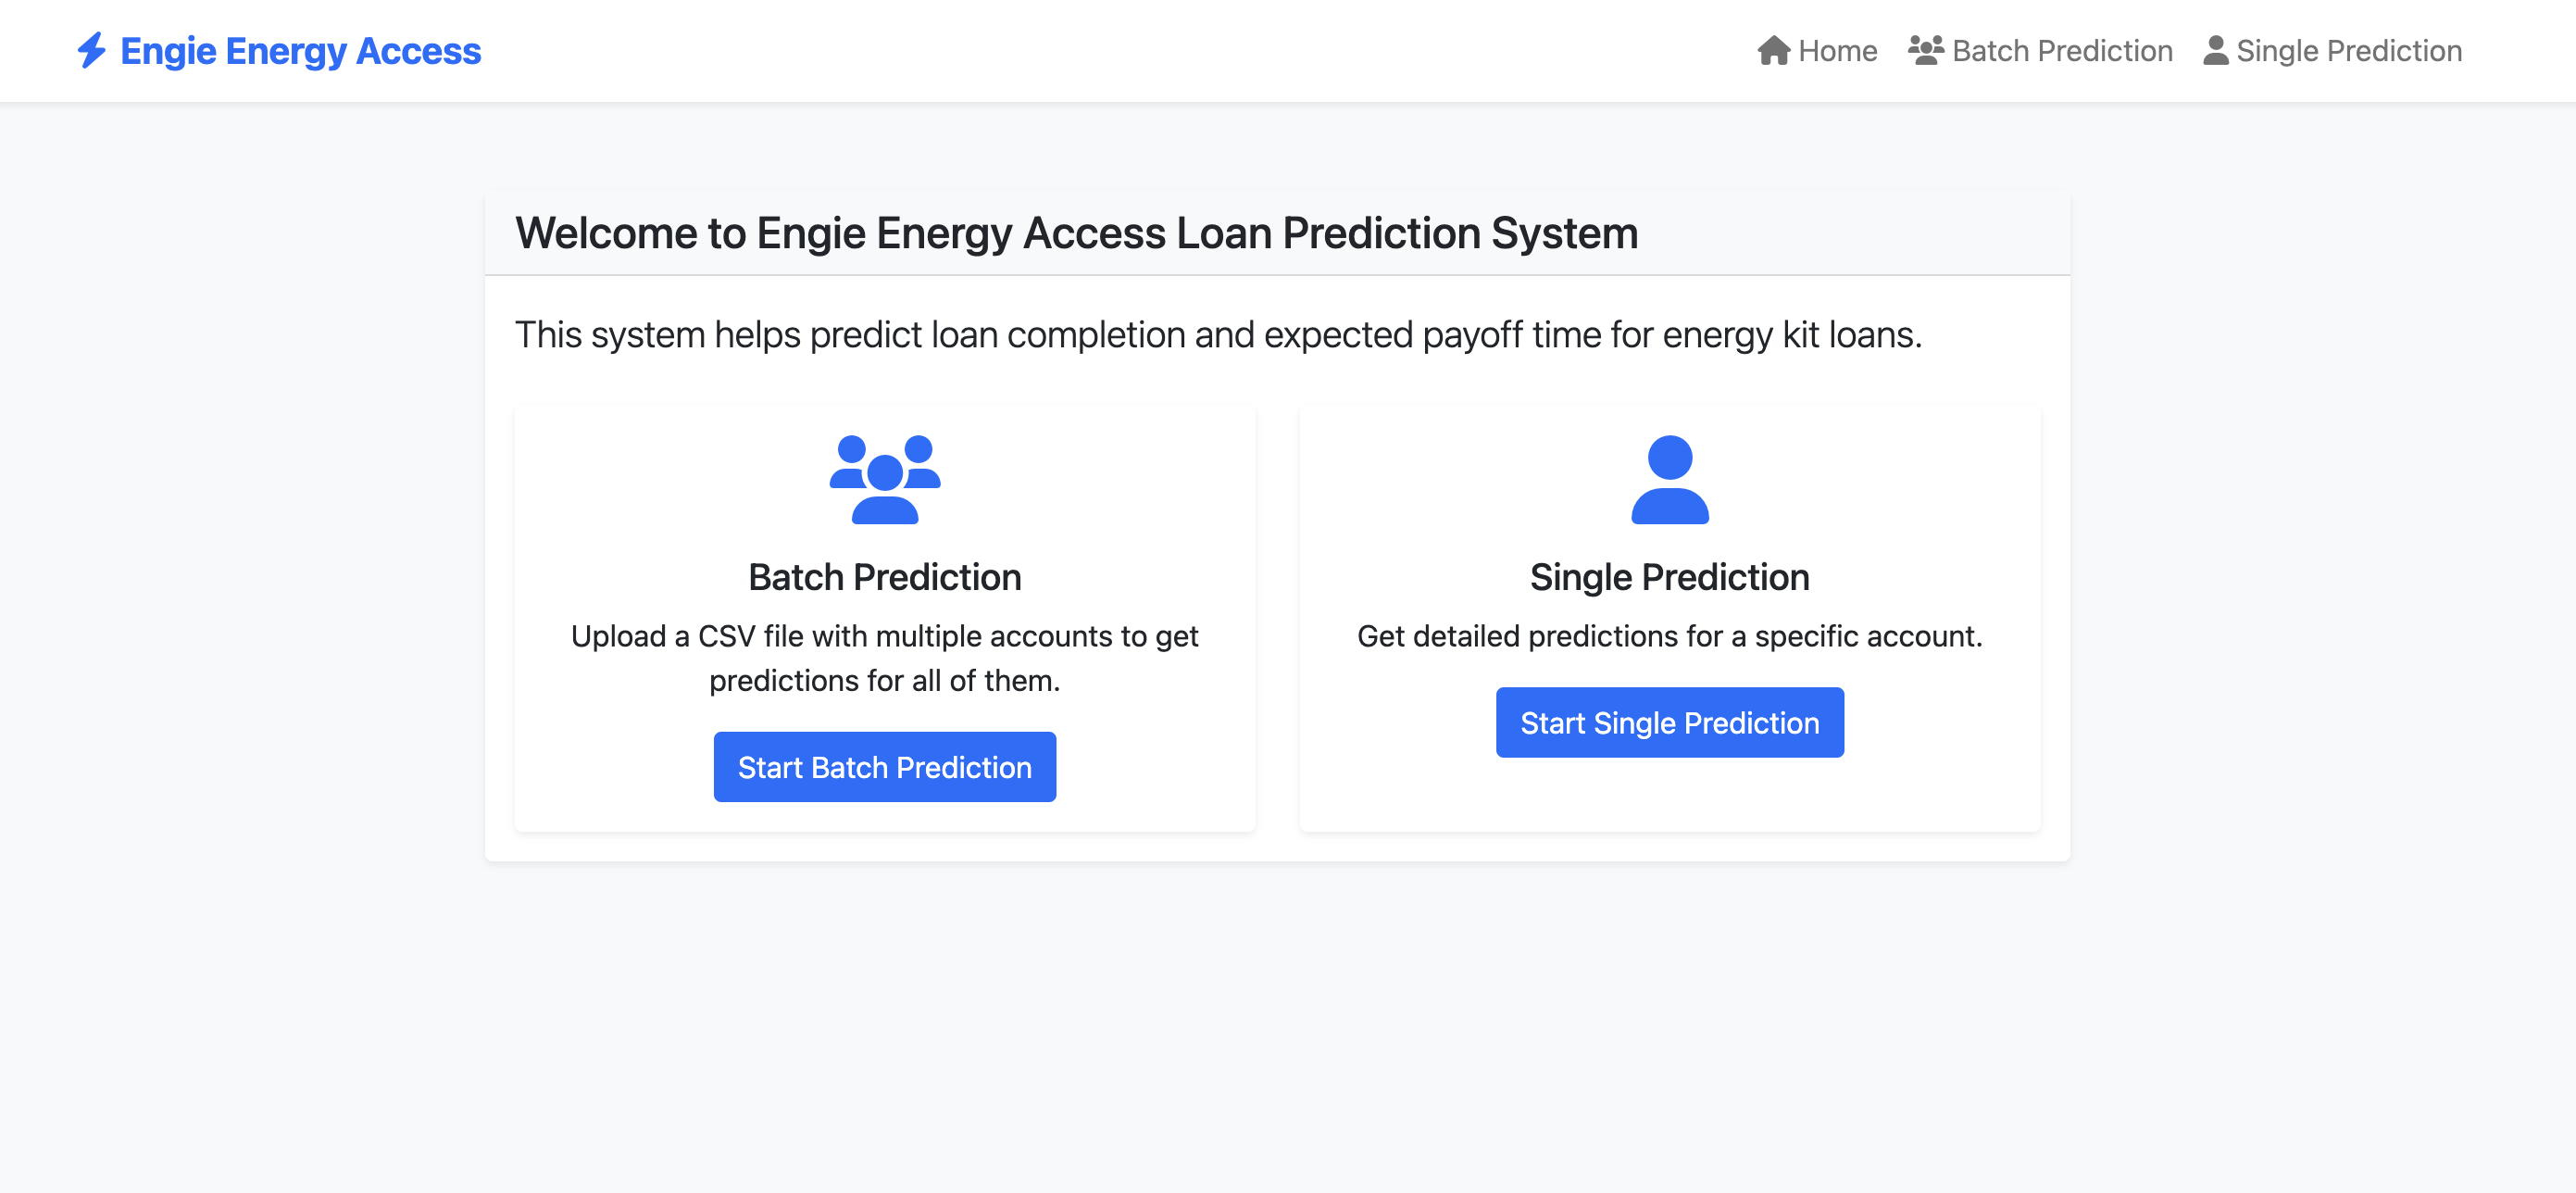 Engie Energy Access
Home
Batch Prediction
Single Prediction
Welcome to Engie Energy Access Loan Prediction System
This system helps predict loan completion and expected payoff time for energy kit loans.
Batch Prediction
Upload a CSV file with multiple accounts to get
predictions for all of them.
Start Batch Prediction
Single Prediction
Get detailed predictions for a specific account.
Start Single Prediction